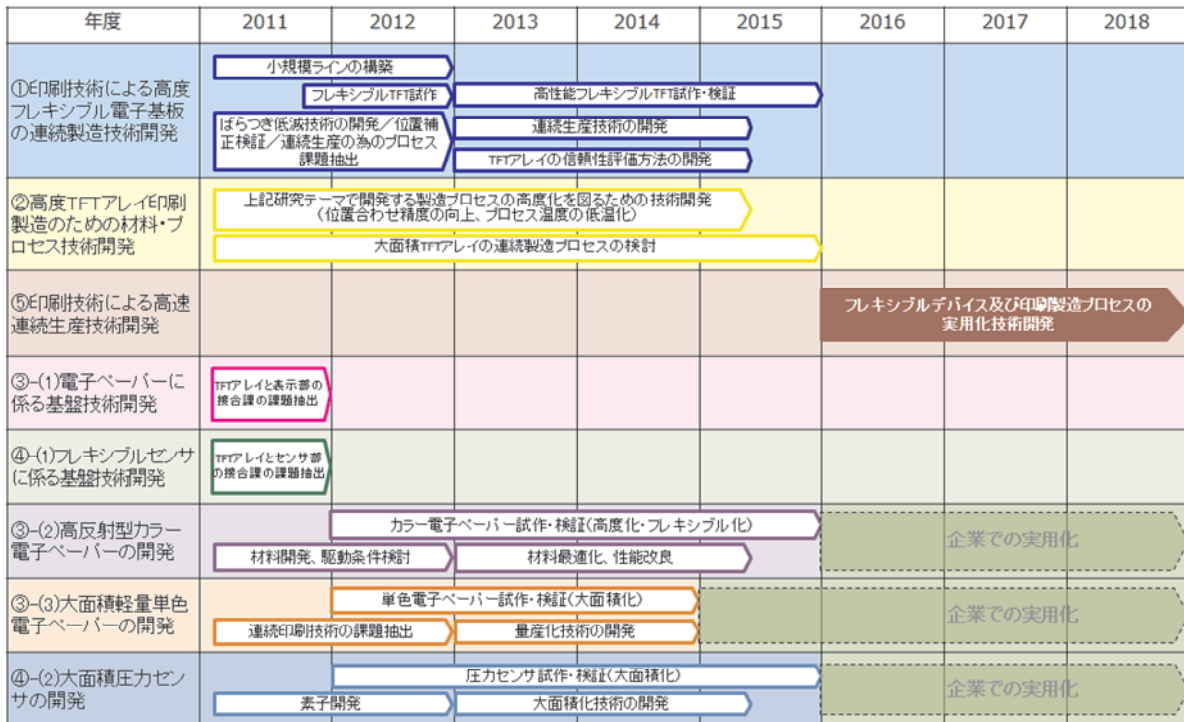 年度 2011 2012 2013 2014 2015 2016 2017 2018
①印刷技術による高度
フレキシブル電子基板
の連続製造技術開発
小規模ラインの構築
フレキシブルTFT試作
高性能フレキシブルTFT試作・検証
ばらつき低減技術の開発／位置補
正検証／連続生産の為のプロセス
課題抽出
連続生産技術の開発
TFTアレイの信頼性評価方法の開発
②高度TFTアレイ印刷
製造のための材料・プ
ロセス技術開発
上記研究テーマで開発する製造プロセスの高度化を図るための技術開発
（位置合わせ精度の向上、プロセス温度の低温化）
大面積TFTアレイの連続製造プロセスの検討
⑤印刷技術による高速
連続生産技術開発
フレキシブルデバイス及び印刷製造プロセスの
実用化技術開発
③-(1)電子ペーパーに
係る基盤技術開発
TFTアレイと表示部の
接合課の課題抽出
④-(1)フレキシブルセンサ
に係る基盤技術開発
TFTアレイとセンサ部
の接合課の課題抽出
③-(2)高反射型カラー
電子ペーパーの開発
カラー電子ペーパー試作・検証(高度化・フレキシブル化)
材料開発、駆動条件検討
材料最適化、性能改良
企業での実用化
③-(3)大面積軽量単色
電子ペーパーの開発
単色電子ペーパー試作・検証(大面積化)
連続印刷技術の課題抽出
量産化技術の開発
企業での実用化
④-(2)大面積圧力セン
サの開発
圧力センサ試作・検証(大面積化)
素子開発
大面積化技術の開発
企業での実用化